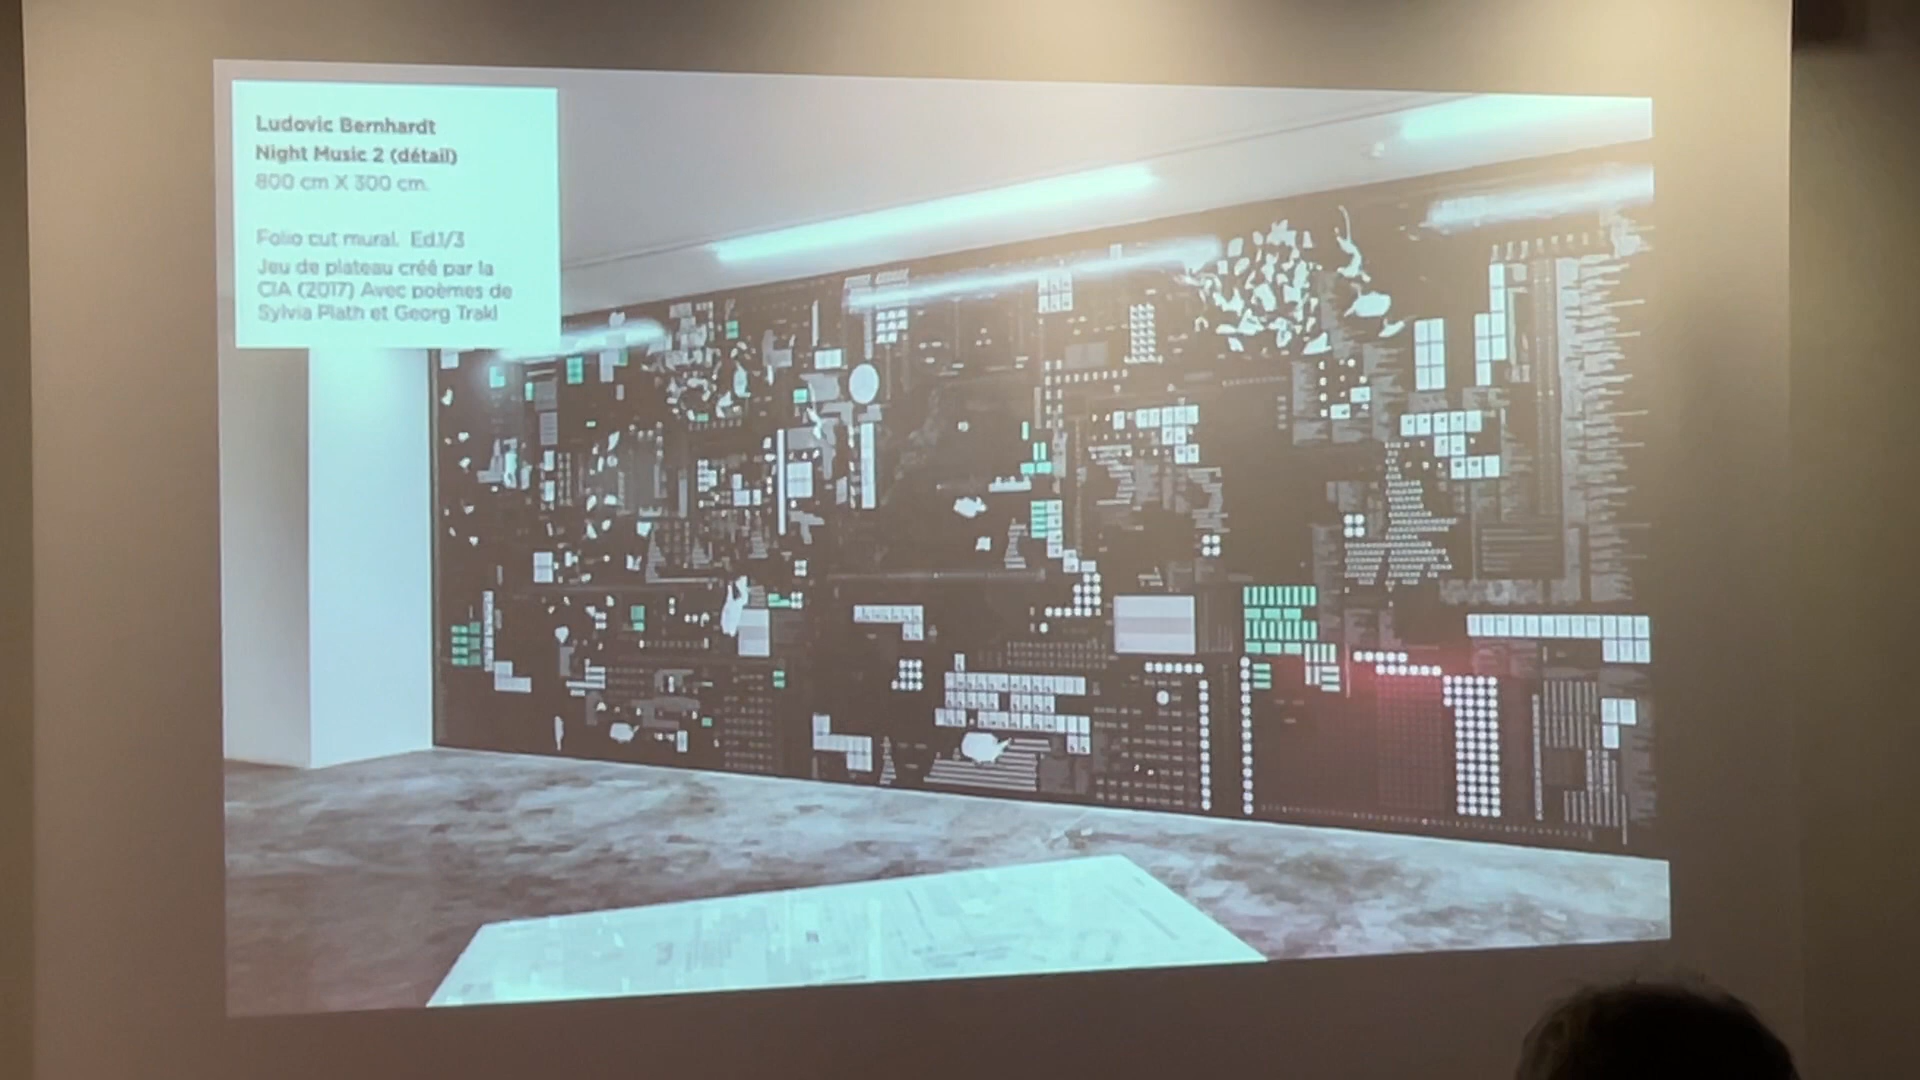 Ludovic Bernhardt
Night Music 2 (détail)
800 cm X 300 cm.
Folio cut mural. Ed.1/3
Jeu de plateau créé par la
CIA (2017) Avec poèmes de
Sylvia Plath et Georg Trakl